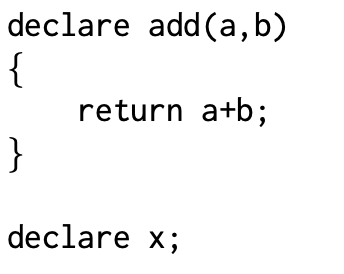 declare add(a,b)
{
    return a+b;
}

declare x;